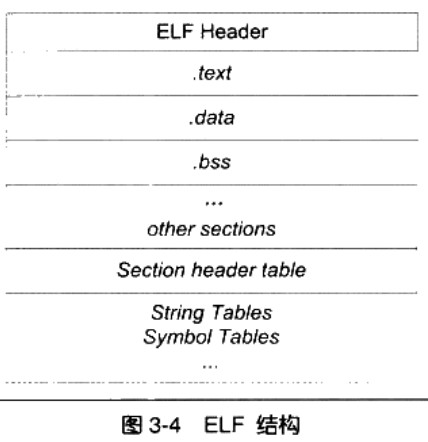 ELF Header
.text
.data
.bss
...
other sections
Section header table
String Tables
Symbol Tables
...
图 3-4 ELF 结构